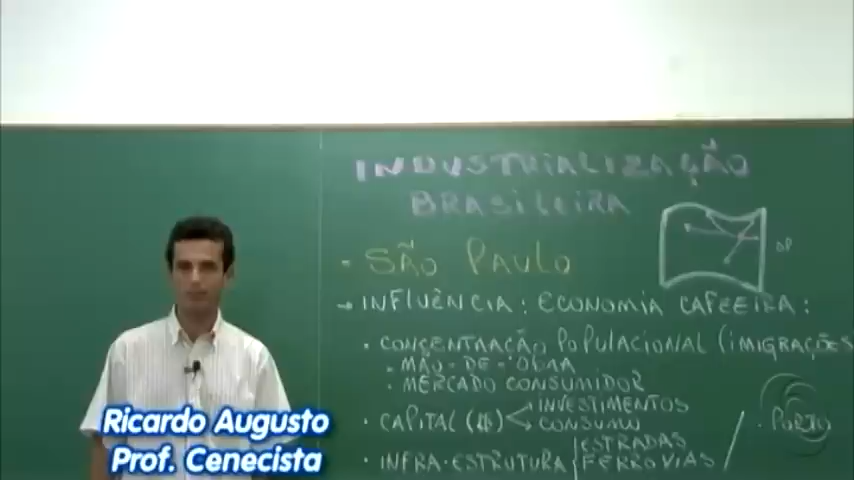 INDUSTRIALIZAÇÃO
BRASILEIRA
- SÃO PAULO
→ INFLUÊNCIA: ECONOMIA CAFEEIRA:
• CONCENTRAÇÃO POPULACIONAL (IMIGRAÇÕES
• MÃO-DE-OBRA
• MERCADO CONSUMIDOR
• CAPITAL ($) < INVESTIMENTOS
CONSUMO
• INFRA-ESTRUTURA ESTRADAS
FERROVIAS / • PORTO
Ricardo Augusto
Prof. Cenecista